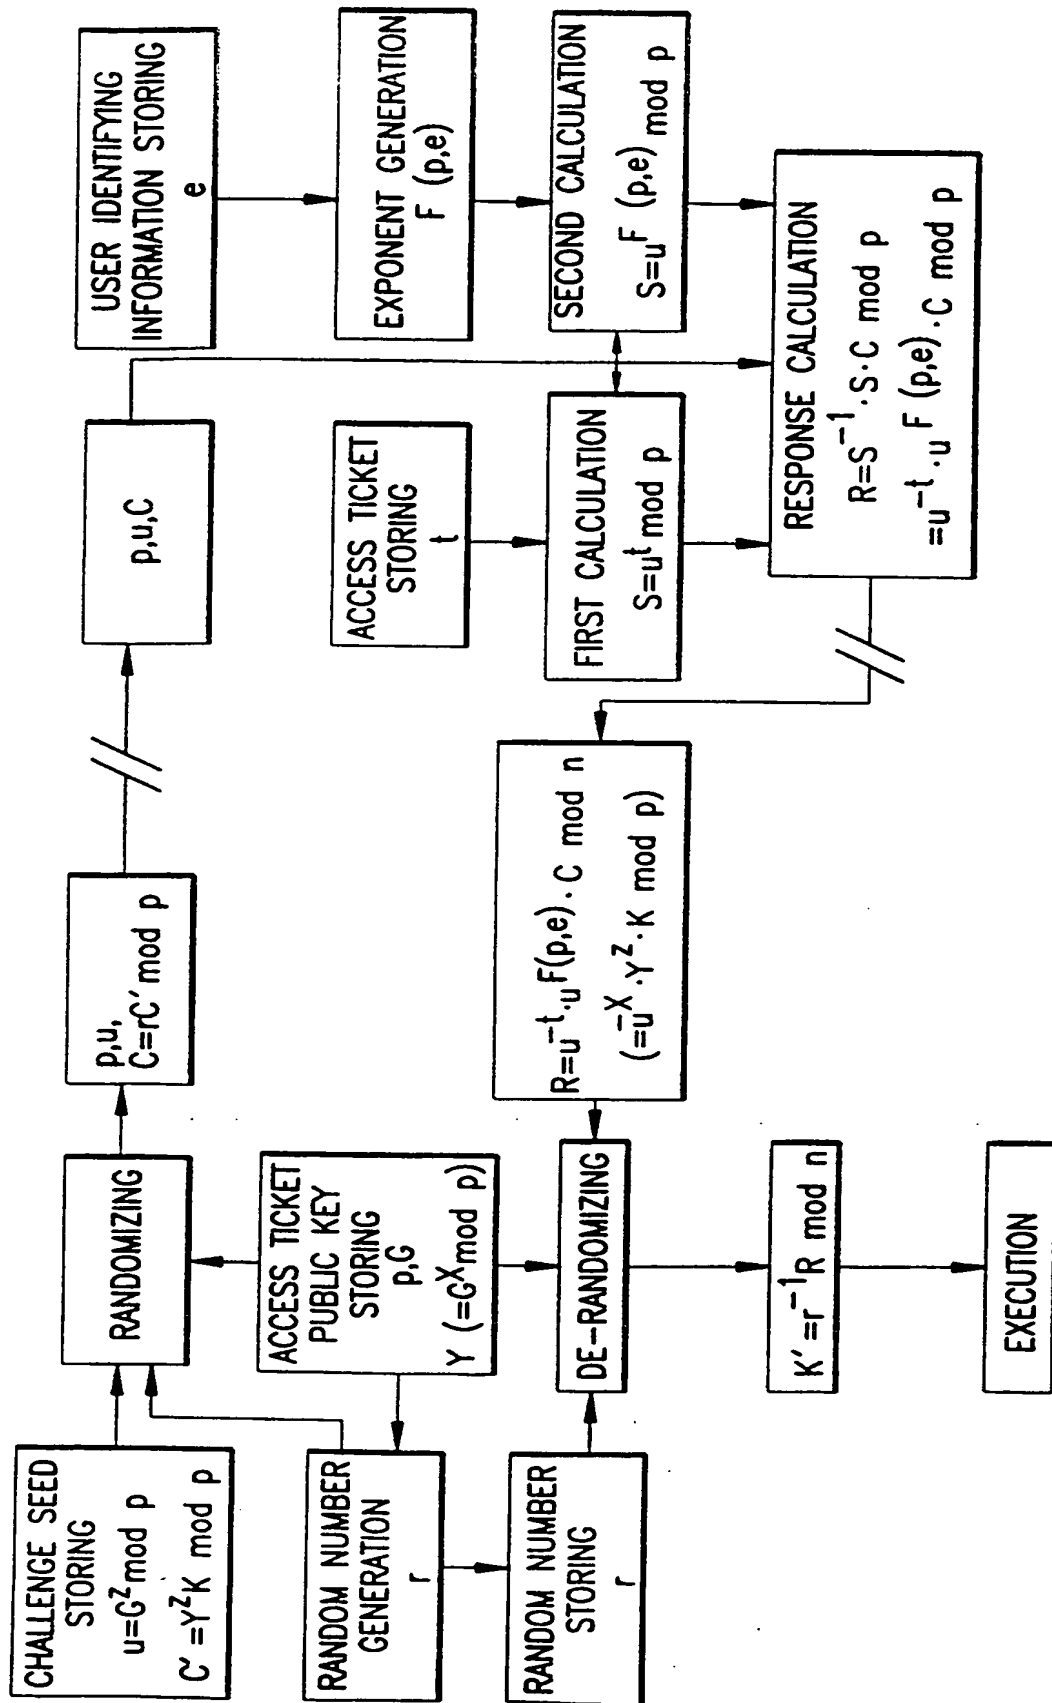 CHALLENGE SEED
STORING
u=G^z mod p
C'=Y^zK mod p
RANDOMIZING
p,u,
C=rC' mod p
p,u,C
USER IDENTIFYING
INFORMATION STORING
e
RANDOM NUMBER
GENERATION
r
ACCESS TICKET
PUBLIC KEY
STORING
p,G
Y (=G^x mod p)
ACCESS TICKET
STORING
t
EXPONENT GENERATION
F (p,e)
RANDOM NUMBER
STORING
r
DE-RANDOMIZING
R=u^-t·u^F(p,e)·C mod n
(=u^-x·Y^z·K mod p)
FIRST CALCULATION
S=u^t mod p
SECOND CALCULATION
S=u^F (p,e) mod p
K'=r^-1R mod n
RESPONSE CALCULATION
R=S^-1·S·C mod p
=u^-t·u^F (p,e)·C mod p
EXECUTION